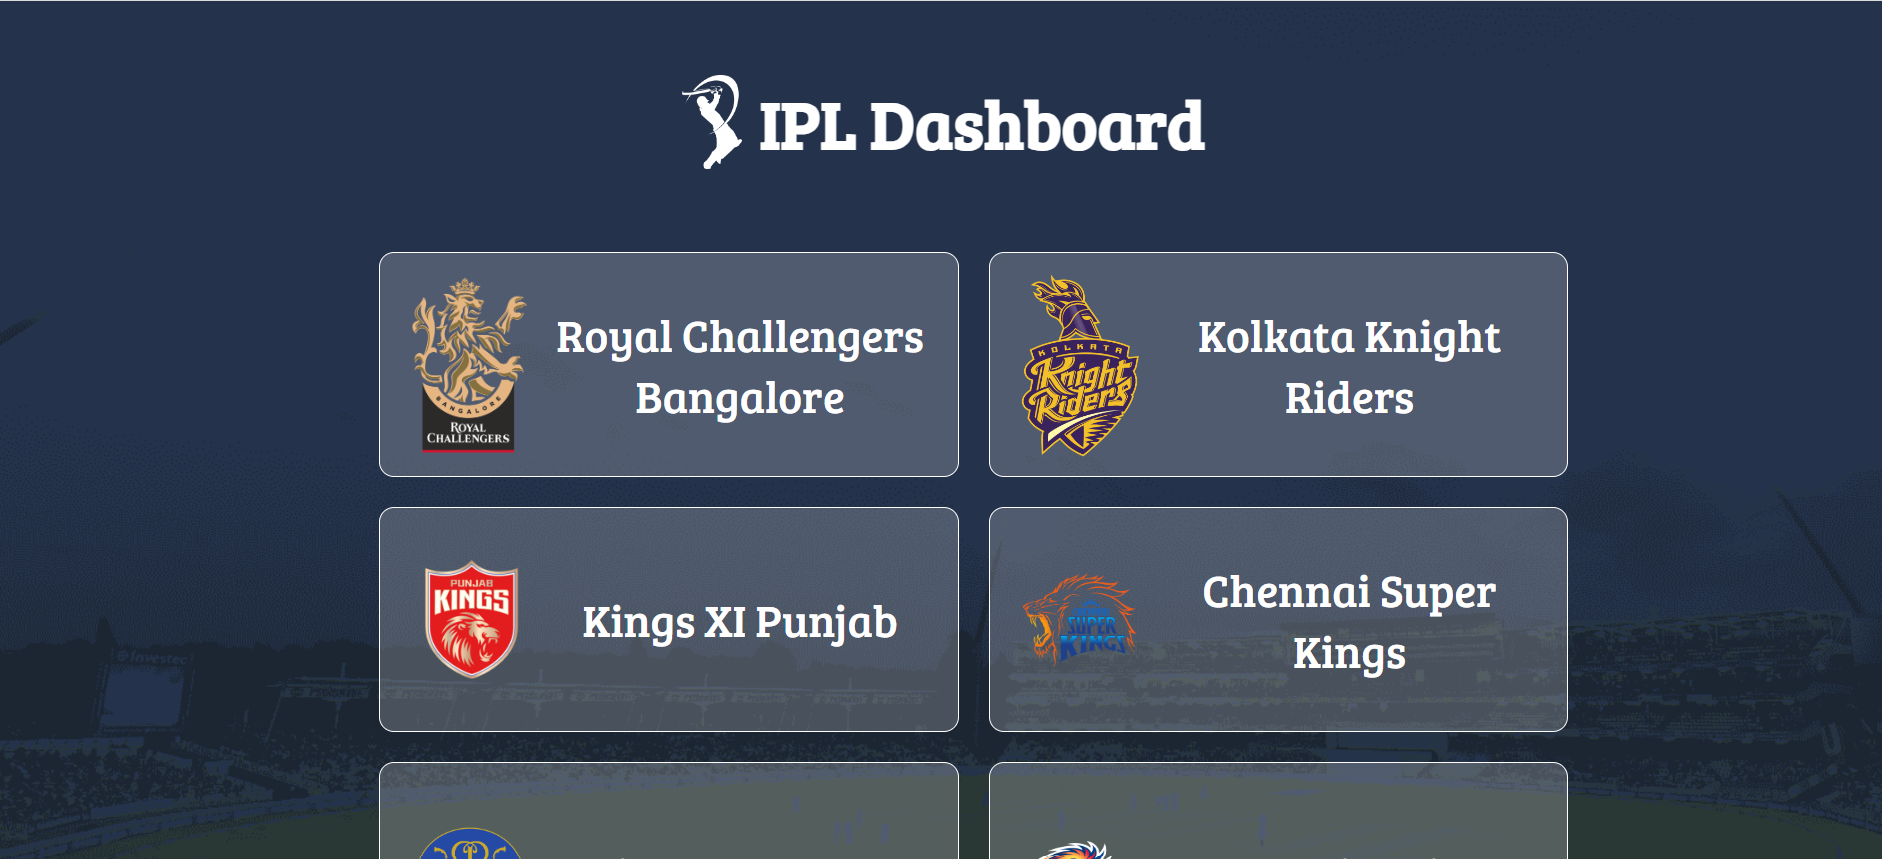 IPL Dashboard
BANGALORE
ROYAL
CHALLENGERS
Royal Challengers
Bangalore
KOLKATA
Knight
Riders
Kolkata Knight
Riders
PUNJAB
KINGS
Kings XI Punjab
SUPER
KINGS
Chennai Super
Kings
Investec